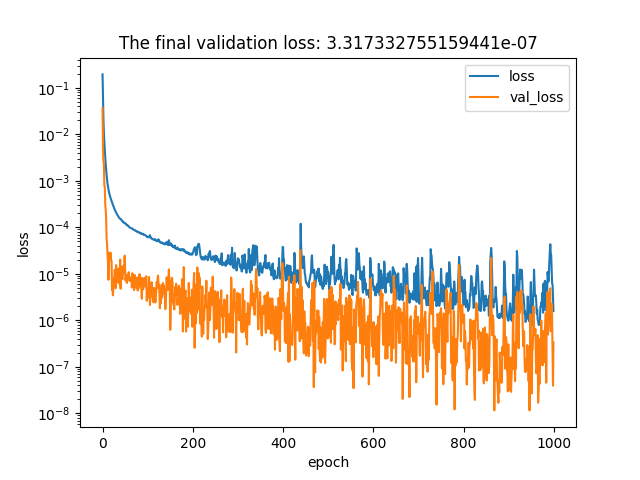 The final validation loss: 3.317332755159441e-07
loss
val_loss
10⁻¹
10⁻²
10⁻³
10⁻⁴
10⁻⁵
10⁻⁶
10⁻⁷
10⁻⁸
loss
0 200 400 600 800 1000
epoch